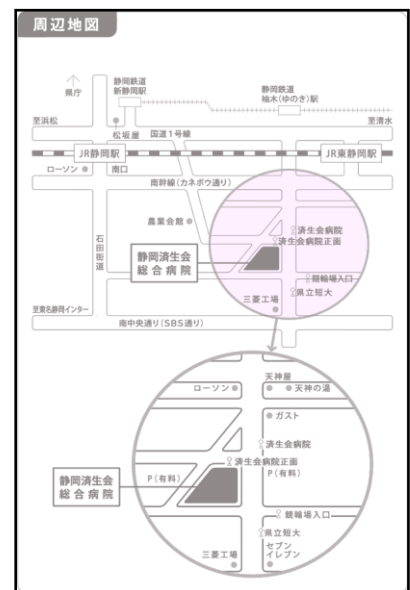 周辺地図
県庁
静岡鉄道
新静岡駅
静岡鉄道
柚木(ゆのき)駅
至浜松
松坂屋
国道1号線
至清水
JR静岡駅
JR東静岡駅
ローソン
南口
南幹線(カネボウ通り)
農業会館
済生会病院
済生会病院正面
石田街道
静岡済生会
総合病院
競輪場入口
県立短大
三菱工場
至東名静岡インター
南中央通り(SBS通り)
天神屋
ローソン
天神の湯
ガスト
済生会病院
済生会病院正面
P(有料)
P(有料)
静岡済生会
総合病院
競輪場入口
県立短大
三菱工場
セブン
イレブン